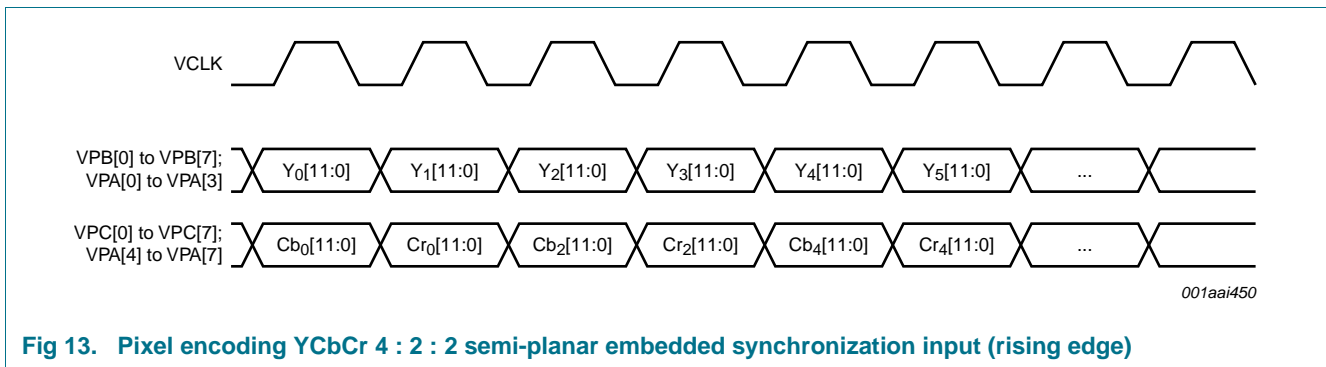 VCLK
VPB[0] to VPB[7];
VPA[0] to VPA[3]
Y0[11:0] Y1[11:0] Y2[11:0] Y3[11:0] Y4[11:0] Y5[11:0] ...
VPC[0] to VPC[7];
VPA[4] to VPA[7]
Cb0[11:0] Cr0[11:0] Cb2[11:0] Cr2[11:0] Cb4[11:0] Cr4[11:0] ...
001aai450
Fig 13. Pixel encoding YCbCr 4 : 2 : 2 semi-planar embedded synchronization input (rising edge)